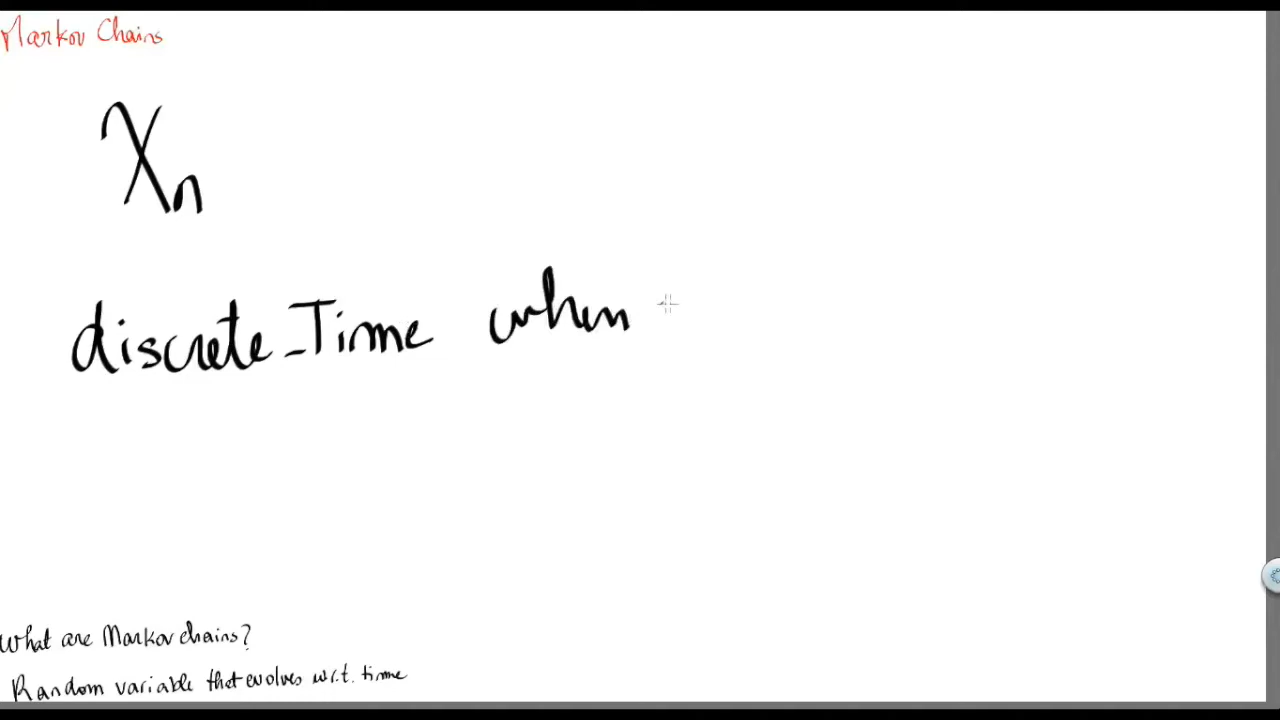 Markov Chains
Xn
discrete-Time when
What are Markov chains?
Random variable that evolves w.r.t. time